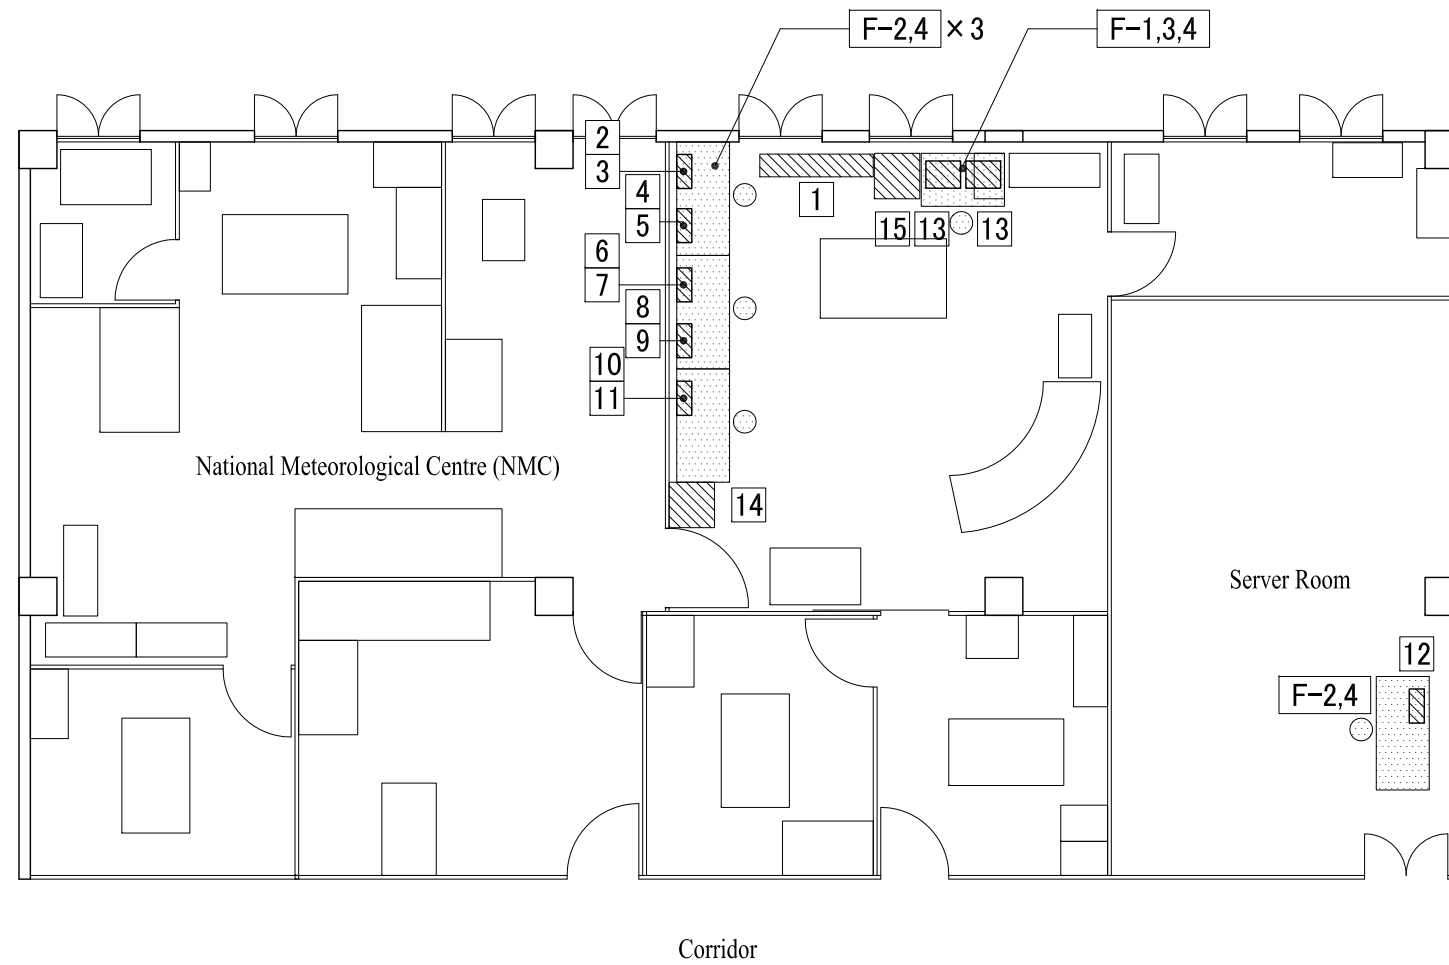 F-2,4 × 3
F-1,3,4
2
3
4
5
6
7
8
9
10
11
1
15
13
13
14
National Meteorological Centre (NMC)
Server Room
12
F-2,4
Corridor